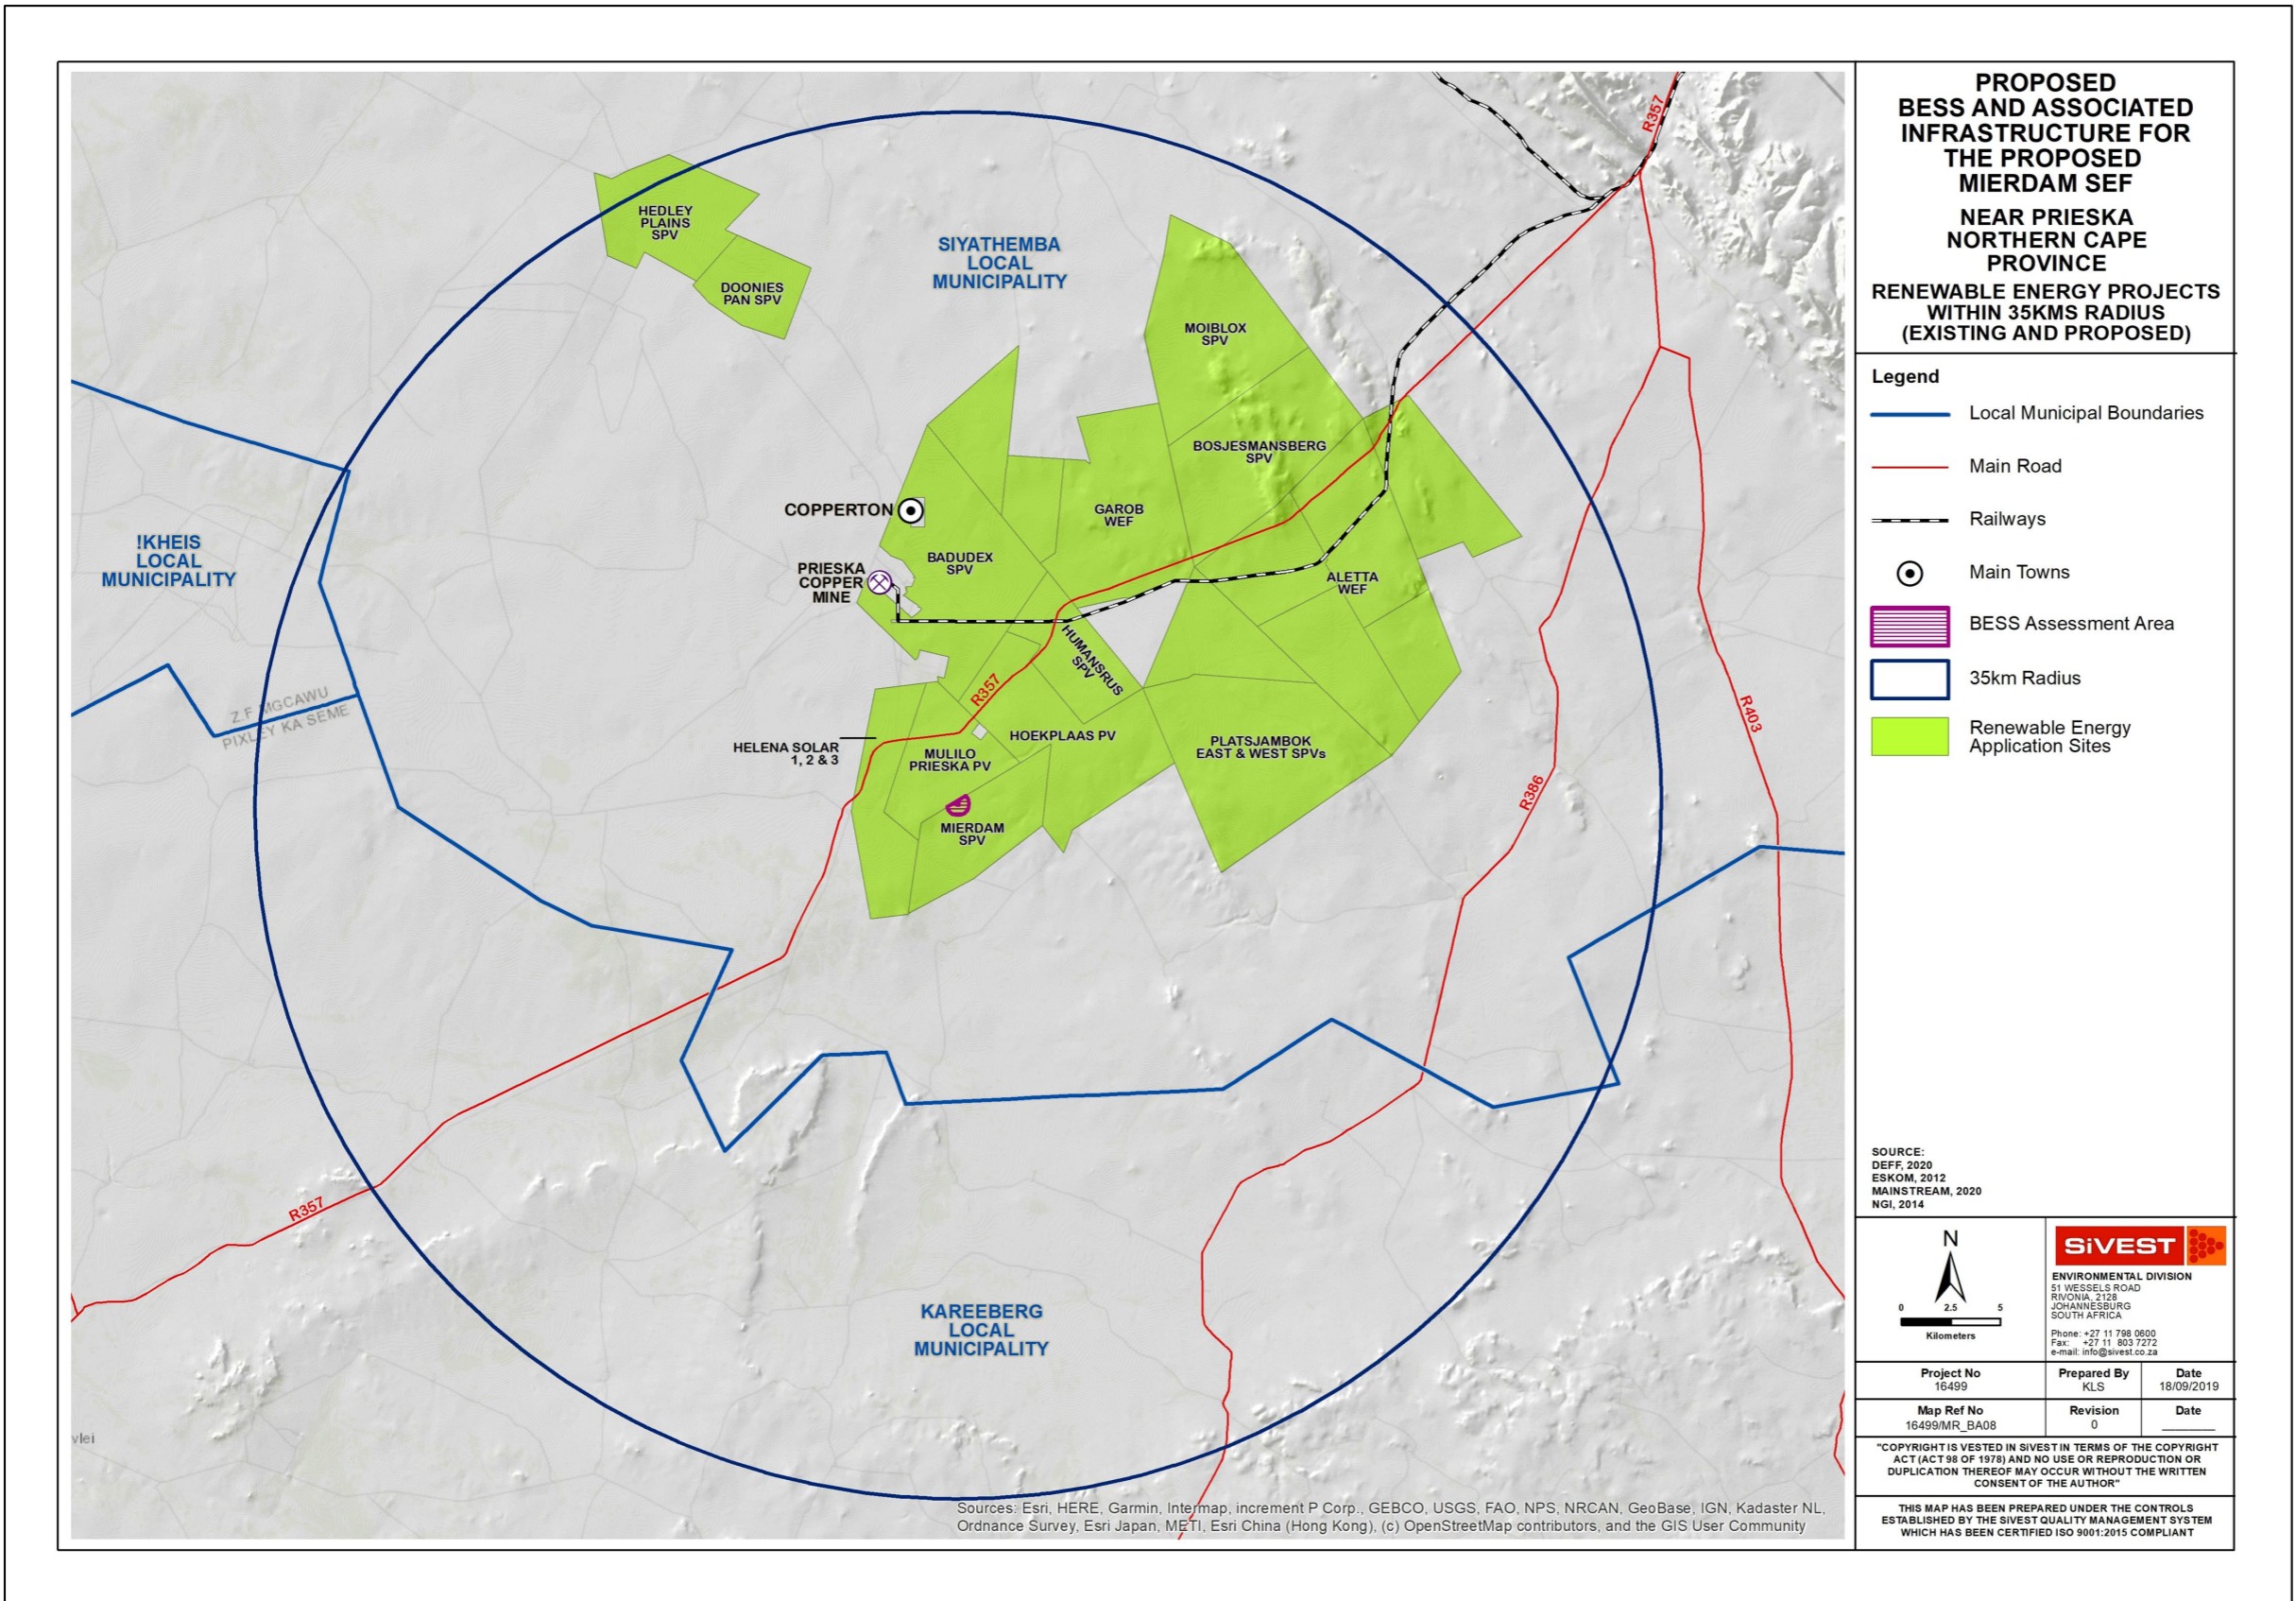 HEDLEY
PLAINS
SPV
DOONIES
PAN SPV
SIYATHEMBA
LOCAL
MUNICIPALITY
R357
MOIBLOX
SPV
BOSJESMANSBERG
SPV
COPPERTON
GAROB
WEF
!KHEIS
LOCAL
MUNICIPALITY
BADUDEX
SPV
PRIESKA
COPPER
MINE
ALETTA
WEF
HUMANSRUS
SPV
R357
Z.F MGCAWU
PIXLEY KA SEME
R403
HELENA SOLAR
1, 2 & 3
HOEKPLAAS PV
MULILO
PRIESKA PV
PLATSJAMBOK
EAST & WEST SPVs
R386
MIERDAM
SPV
R357
KAREEBERG
LOCAL
MUNICIPALITY
vlei
Sources: Esri, HERE, Garmin, Intermap, increment P Corp., GEBCO, USGS, FAO, NPS, NRCAN, GeoBase, IGN, Kadaster NL,
Ordnance Survey, Esri Japan, METI, Esri China (Hong Kong), (c) OpenStreetMap contributors, and the GIS User Community
PROPOSED
BESS AND ASSOCIATED
INFRASTRUCTURE FOR
THE PROPOSED
MIERDAM SEF
NEAR PRIESKA
NORTHERN CAPE
PROVINCE
RENEWABLE ENERGY PROJECTS
WITHIN 35KMS RADIUS
(EXISTING AND PROPOSED)
Legend
Local Municipal Boundaries
Main Road
Railways
Main Towns
BESS Assessment Area
35km Radius
Renewable Energy
Application Sites
SOURCE:
DEFF, 2020
ESKOM, 2012
MAINSTREAM, 2020
NGI, 2014
N
0 2.5 5
Kilometers
SiVEST
ENVIRONMENTAL DIVISION
51 WESSELS ROAD
RIVONIA, 2128
JOHANNESBURG
SOUTH AFRICA
Phone: +27 11 798 0600
Fax: +27 11 803 7272
e-mail: info@sivest.co.za
Project No
16499
Prepared By
KLS
Date
18/09/2019
Map Ref No
16499/MR_BA08
Revision
0
Date
"COPYRIGHT IS VESTED IN SiVEST IN TERMS OF THE COPYRIGHT
ACT (ACT 98 OF 1978) AND NO USE OR REPRODUCTION OR
DUPLICATION THEREOF MAY OCCUR WITHOUT THE WRITTEN
CONSENT OF THE AUTHOR"
THIS MAP HAS BEEN PREPARED UNDER THE CONTROLS
ESTABLISHED BY THE SiVEST QUALITY MANAGEMENT SYSTEM
WHICH HAS BEEN CERTIFIED ISO 9001:2015 COMPLIANT